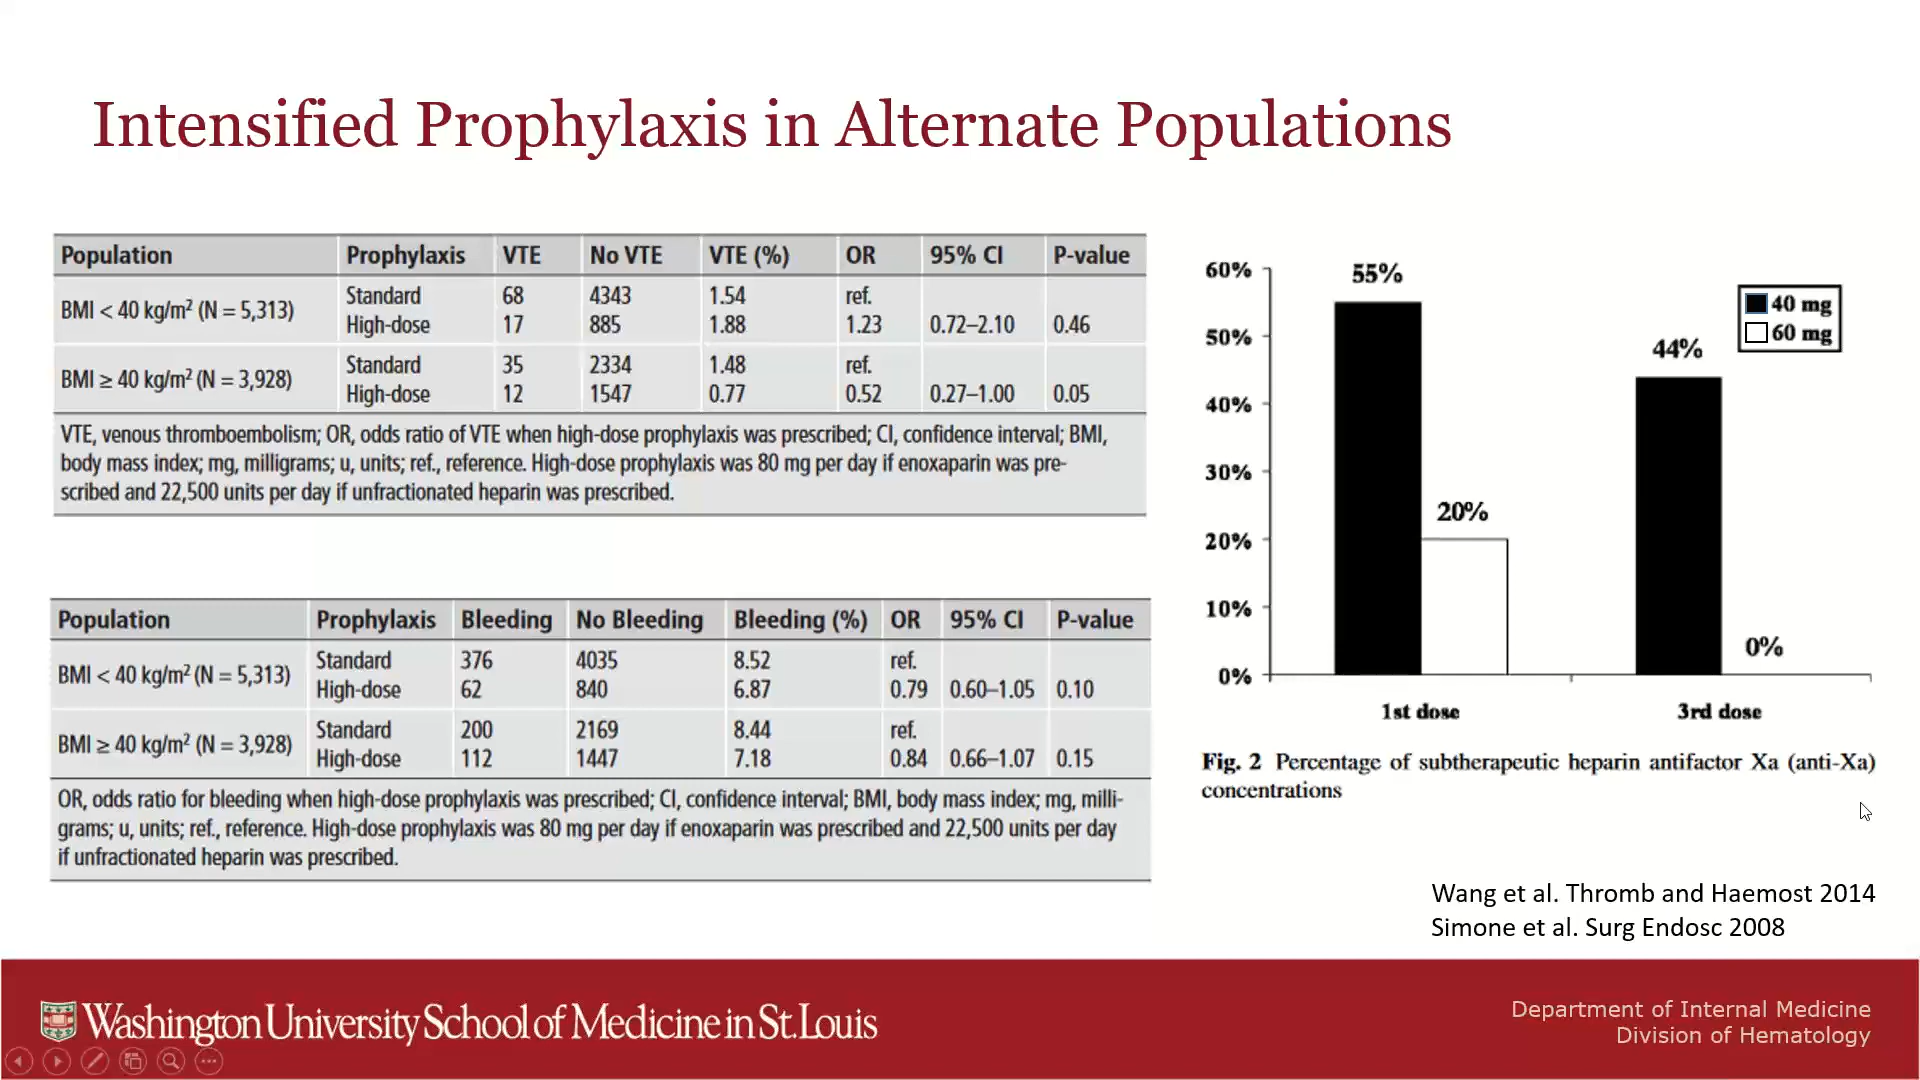 Intensified Prophylaxis in Alternate Populations
Population Prophylaxis VTE No VTE VTE (%) OR 95% CI P-value
BMI < 40 kg/m² (N = 5,313)
Standard 68 4343 1.54 ref.
High-dose 17 885 1.88 1.23 0.72–2.10 0.46
BMI ≥ 40 kg/m² (N = 3,928)
Standard 35 2334 1.48 ref.
High-dose 12 1547 0.77 0.52 0.27–1.00 0.05
VTE, venous thromboembolism; OR, odds ratio of VTE when high-dose prophylaxis was prescribed; CI, confidence interval; BMI,
body mass index; mg, milligrams; u, units; ref., reference. High-dose prophylaxis was 80 mg per day if enoxaparin was pre-
scribed and 22,500 units per day if unfractionated heparin was prescribed.
Population Prophylaxis Bleeding No Bleeding Bleeding (%) OR 95% CI P-value
BMI < 40 kg/m² (N = 5,313)
Standard 376 4035 8.52 ref.
High-dose 62 840 6.87 0.79 0.60–1.05 0.10
BMI ≥ 40 kg/m² (N = 3,928)
Standard 200 2169 8.44 ref.
High-dose 112 1447 7.18 0.84 0.66–1.07 0.15
OR, odds ratio for bleeding when high-dose prophylaxis was prescribed; CI, confidence interval; BMI, body mass index; mg, milli-
grams; u, units; ref., reference. High-dose prophylaxis was 80 mg per day if enoxaparin was prescribed and 22,500 units per day
if unfractionated heparin was prescribed.
60%
50%
40%
30%
20%
10%
0%
55%
20%
44%
0%
40 mg
60 mg
1st dose
3rd dose
Fig. 2 Percentage of subtherapeutic heparin antifactor Xa (anti-Xa)
concentrations
Wang et al. Thromb and Haemost 2014
Simone et al. Surg Endosc 2008
Washington University School of Medicine in St. Louis
Department of Internal Medicine
Division of Hematology